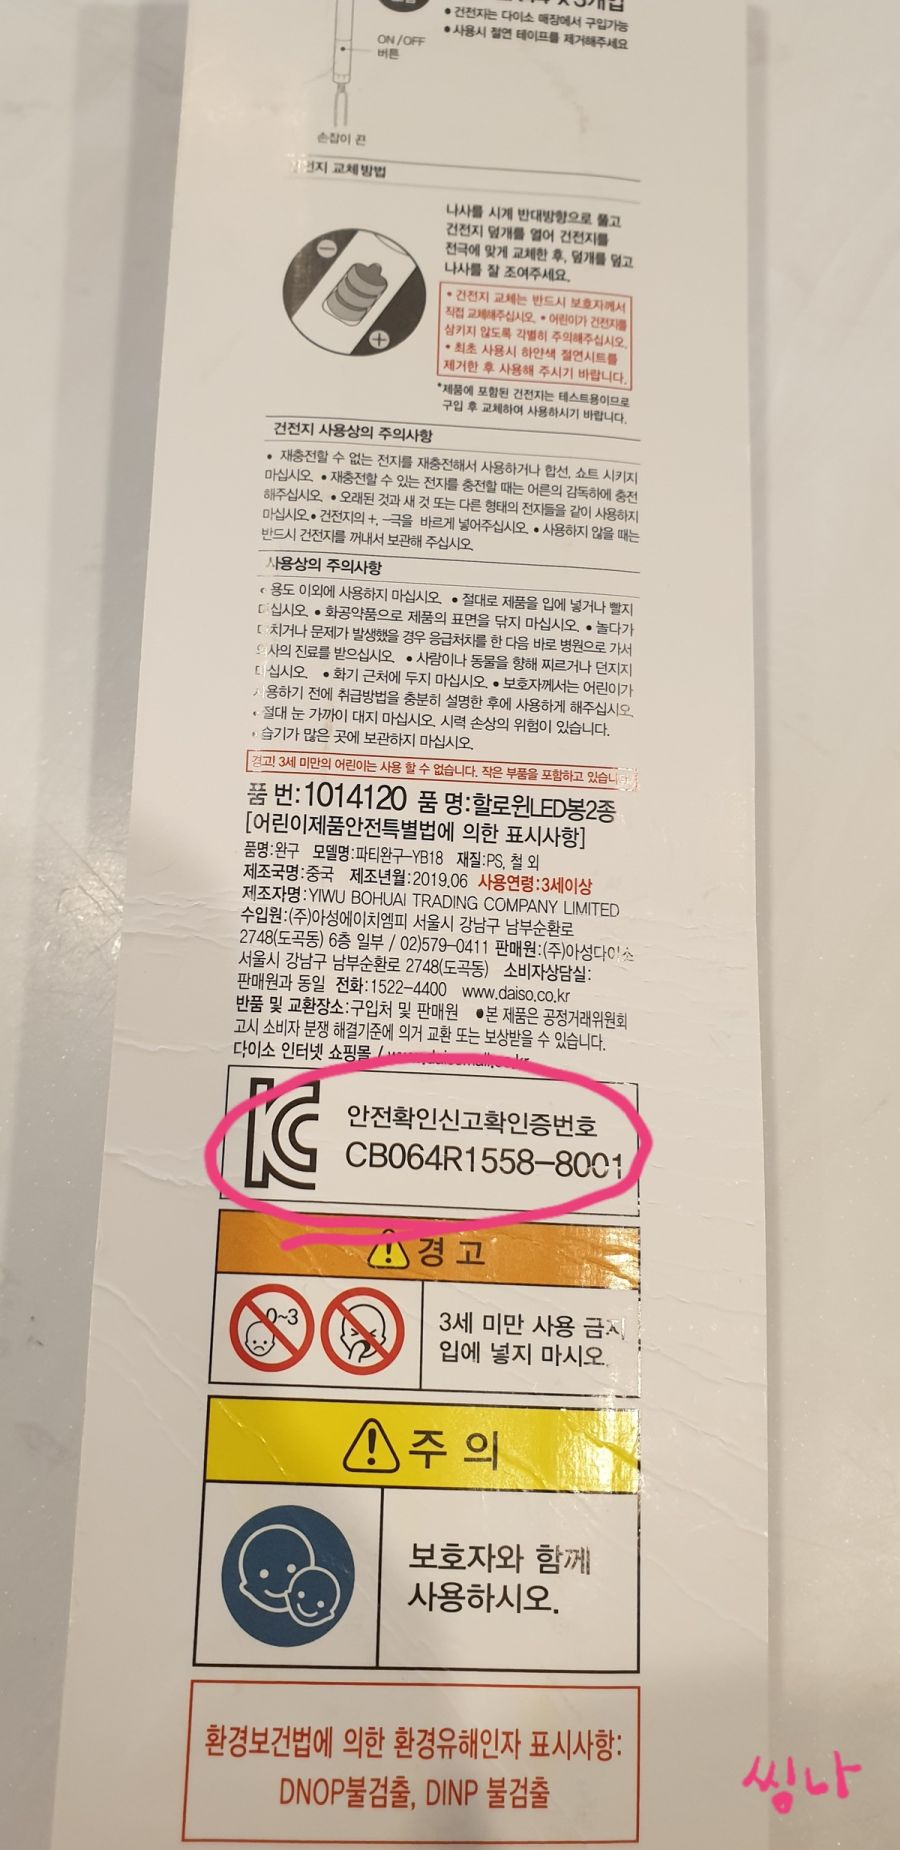 • 건전지는 다이소 매장에서 구입가능
• 사용시 절연 테이프를 제거해주세요
ON/OFF
버튼
손잡이 끈
교체방법
나사를 시계 반대방향으로 풀고
건전지 덮개를 열어 건전지를
전극에 맞게 교체한 후, 덮개를 덮고
나사를 잘 조여주세요.
• 건전지 교체는 반드시 보호자께서
직접 교체해주십시오. • 어린이가 건전지를
삼키지 않도록 각별히 주의해주십시오.
• 최초 사용시 하얀색 절연시트를
제거한 후 사용해 주시기 바랍니다.
*제품에 포함된 건전지는 테스트용이므로
구입 후 교체하여 사용하시기 바랍니다.
건전지 사용상의 주의사항
• 재충전할 수 없는 전지를 재충전해서 사용하거나 합선, 쇼트 시키지
마십시오. • 재충전할 수 있는 전지를 충전할 때는 어른의 감독하에 충전
해주십시오. • 오래된 것과 새 것 또는 다른 형태의 전지들을 같이 사용하지
마십시오. • 건전지의 +, -극을 바르게 넣어주십시오. • 사용하지 않을 때는
반드시 건전지를 꺼내서 보관해 주십시오.
사용상의 주의사항
• 용도 이외에 사용하지 마십시오. • 절대로 제품을 입에 넣거나 빨지
마십시오. • 화공약품으로 제품의 표면을 닦지 마십시오. • 놀다가
다치거나 문제가 발생했을 경우 응급처치를 한 다음 바로 병원으로 가서
의사의 진료를 받으십시오. • 사람이나 동물을 향해 찌르거나 던지지
마십시오. • 화기 근처에 두지 마십시오. • 보호자께서는 어린이가
사용하기 전에 취급방법을 충분히 설명한 후에 사용하게 해주십시오.
• 절대 눈 가까이 대지 마십시오. 시력 손상의 위험이 있습니다.
• 습기가 많은 곳에 보관하지 마십시오.
경고! 3세 미만의 어린이는 사용 할 수 없습니다. 작은 부품을 포함하고 있습니다.
품 번:1014120 품 명:할로윈LED봉2종
[어린이제품안전특별법에 의한 표시사항]
품명:완구 모델명:파티완구-YB18 재질:PS, 철 외
제조국명:중국 제조년월:2019.06 사용연령:3세이상
제조자명:YIWU BOHUAI TRADING COMPANY LIMITED
수입원:(주)아성에이치엠피 서울시 강남구 남부순환로
2748(도곡동) 6층 일부 / 02)579-0411 판매원:(주)아성다이소
서울시 강남구 남부순환로 2748(도곡동) 소비자상담실:
판매원과 동일 전화:1522-4400 www.daiso.co.kr
반품 및 교환장소:구입처 및 판매원 •본 제품은 공정거래위원회
고시 소비자 분쟁 해결기준에 의거 교환 또는 보상받을 수 있습니다.
다이소 인터넷 쇼핑몰 /
KC 안전확인신고확인증번호
CB064R1558-8001
경고
0~3
3세 미만 사용 금지
입에 넣지 마시오.
주의
보호자와 함께
사용하시오.
환경보건법에 의한 환경유해인자 표시사항:
DNOP불검출, DINP 불검출
씽나